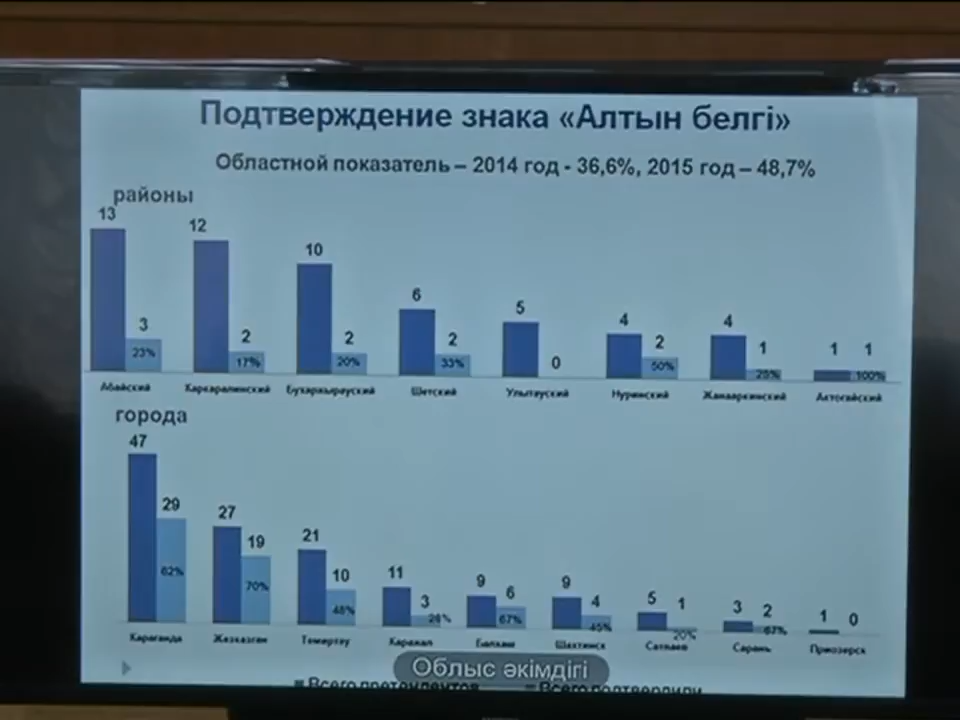 Подтверждение знака «Алтын белгі»
Областной показатель – 2014 год - 36,6%, 2015 год – 48,7%
районы
13 3 12 2 10 2 6 2 5 0 4 2 4 1 1 1
23% 17% 20% 33% 50% 25% 100%
Абайский Каркаралинский Бухаржырауский Шетский Улытауский Нуринский Жанааркинский Актогайский
города
47 29 27 19 21 10 11 3 9 6 9 4 5 1 3 2 1 0
62% 70% 48% 67% 45% 20% 67%
Караганда Жезказган Темиртау Каражал Балхаш Шахтинск Сатпаев Сарань Приозерск
Облыс әкімдігі
Всего претендентов Всего подтвердили